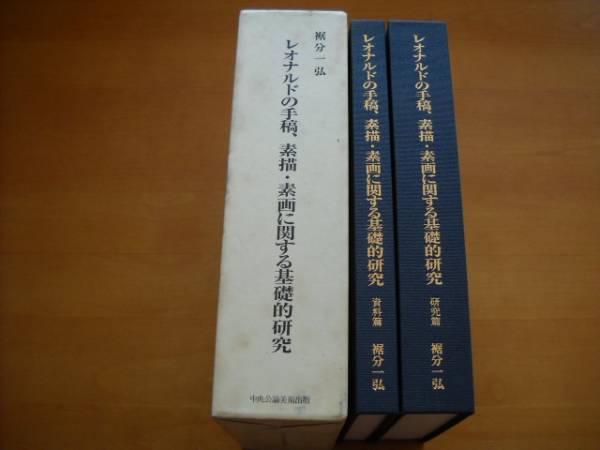 裾分一弘
レオナルドの手稿、素描・素画に関する基礎的研究
中央公論美術出版
レオナルドの手稿、素描・素画に関する基礎的研究
資料篇
裾分一弘
レオナルドの手稿、素描・素画に関する基礎的研究
研究篇
裾分一弘